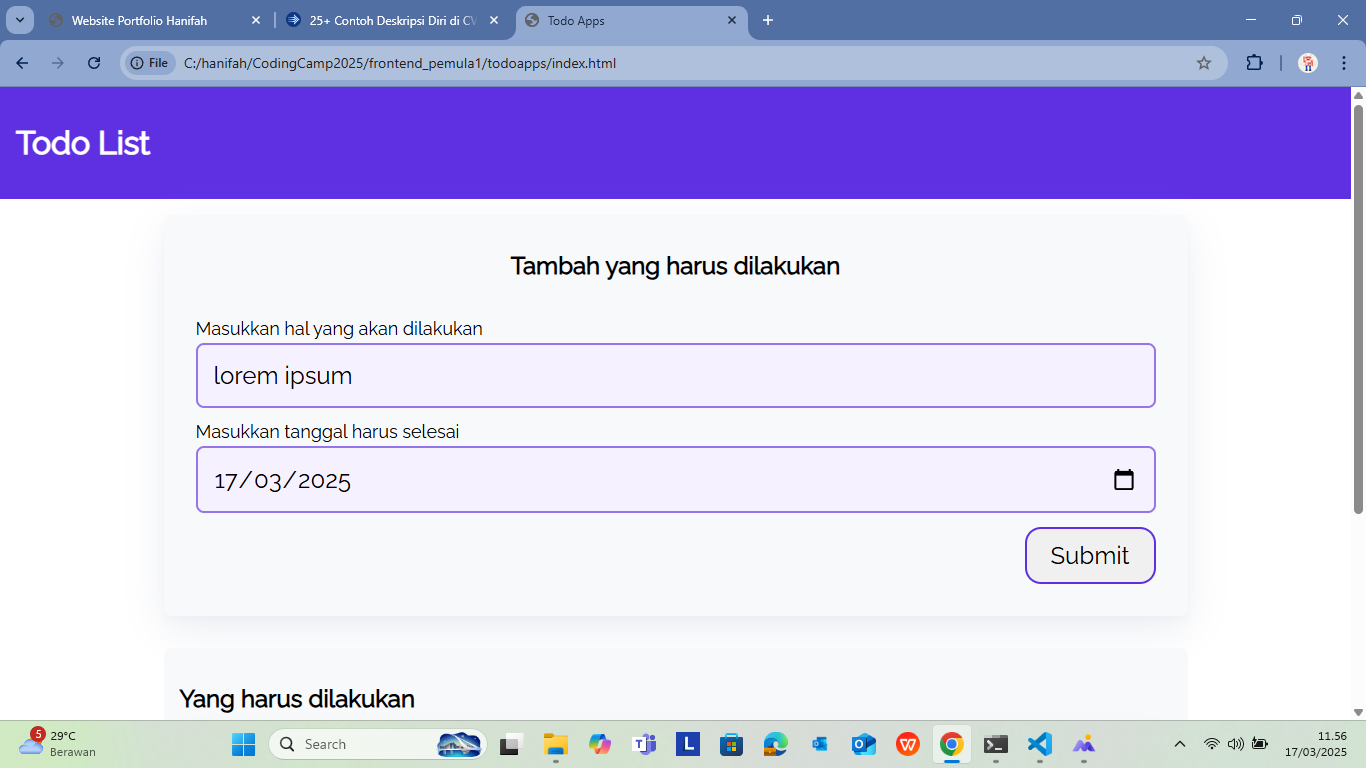 Website Portfolio Hanifah
25+ Contoh Deskripsi Diri di CV
Todo Apps
File
C:/hanifah/CodingCamp2025/frontend_pemula1/todoapps/index.html
Todo List
Tambah yang harus dilakukan
Masukkan hal yang akan dilakukan
lorem ipsum
Masukkan tanggal harus selesai
17/03/2025
Submit
Yang harus dilakukan
5
29°C
Berawan
Search
L
W
11.56
17/03/2025